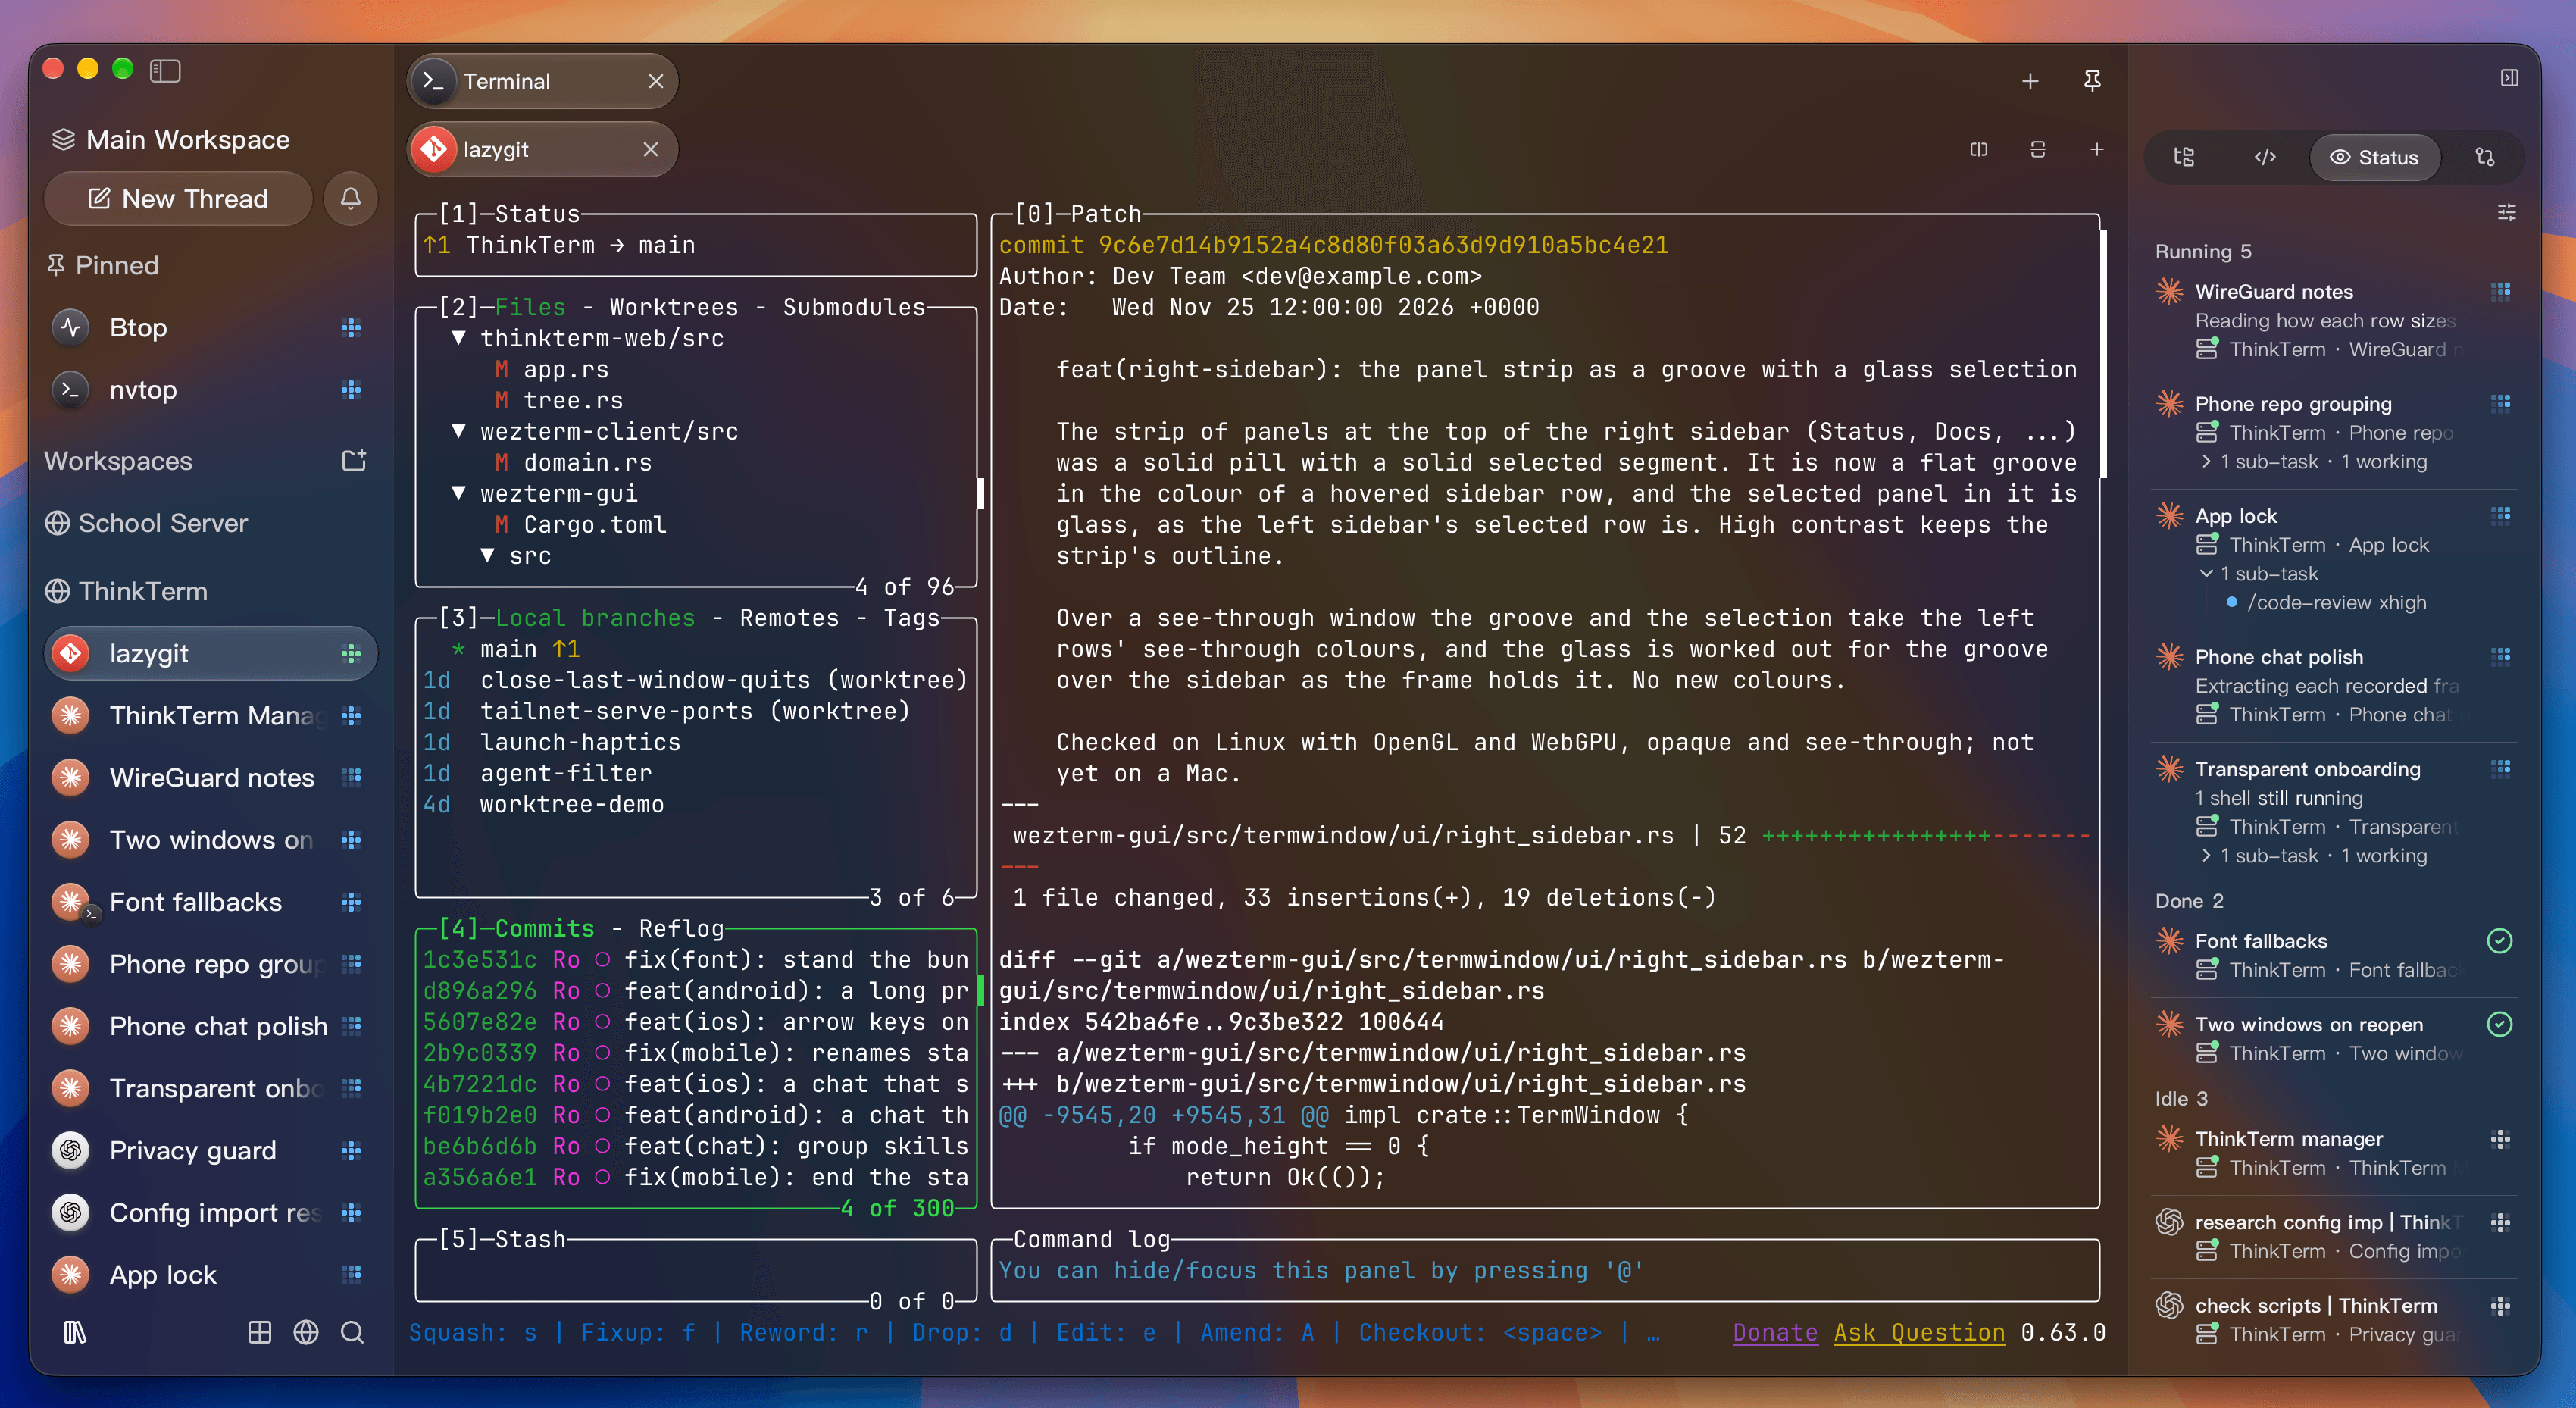 Main Workspace
New Thread
Pinned
Btop
nvtop
Workspaces
School Server
ThinkTerm
lazygit
ThinkTerm Manag
WireGuard notes
Two windows on
Font fallbacks
Phone repo group
Phone chat polish
Transparent onbo
Privacy guard
Config import res
App lock
Terminal
lazygit
[1]─Status
↑1 ThinkTerm → main
[2]─Files - Worktrees - Submodules
▼ thinkterm-web/src
M app.rs
M tree.rs
▼ wezterm-client/src
M domain.rs
▼ wezterm-gui
M Cargo.toml
▼ src
4 of 96
[3]─Local branches - Remotes - Tags
* main ↑1
1d close-last-window-quits (worktree)
1d tailnet-serve-ports (worktree)
1d launch-haptics
1d agent-filter
4d worktree-demo
3 of 6
[4]─Commits - Reflog
1c3e531c Ro ○ fix(font): stand the bun
d896a296 Ro ○ feat(android): a long pr
5607e82e Ro ○ feat(ios): arrow keys on
2b9c0339 Ro ○ fix(mobile): renames sta
4b7221dc Ro ○ feat(ios): a chat that s
f019b2e0 Ro ○ feat(android): a chat th
be6b6d6b Ro ○ feat(chat): group skills
a356a6e1 Ro ○ fix(mobile): end the sta
4 of 300
[5]─Stash
0 of 0
[0]─Patch
commit 9c6e7d14b9152a4c8d80f03a63d9d910a5bc4e21
Author: Dev Team <dev@example.com>
Date:   Wed Nov 25 12:00:00 2026 +0000
feat(right-sidebar): the panel strip as a groove with a glass selection
The strip of panels at the top of the right sidebar (Status, Docs, ...)
was a solid pill with a solid selected segment. It is now a flat groove
in the colour of a hovered sidebar row, and the selected panel in it is
glass, as the left sidebar's selected row is. High contrast keeps the
strip's outline.
Over a see-through window the groove and the selection take the left
rows' see-through colours, and the glass is worked out for the groove
over the sidebar as the frame holds it. No new colours.
Checked on Linux with OpenGL and WebGPU, opaque and see-through; not
yet on a Mac.
---
wezterm-gui/src/termwindow/ui/right_sidebar.rs | 52 ++++++++++++++++-------
---
1 file changed, 33 insertions(+), 19 deletions(-)
diff --git a/wezterm-gui/src/termwindow/ui/right_sidebar.rs b/wezterm-
gui/src/termwindow/ui/right_sidebar.rs
index 542ba6fe..9c3be322 100644
--- a/wezterm-gui/src/termwindow/ui/right_sidebar.rs
+++ b/wezterm-gui/src/termwindow/ui/right_sidebar.rs
@@ -9545,20 +9545,31 @@ impl crate::TermWindow {
if mode_height == 0 {
return Ok(());
Command log
You can hide/focus this panel by pressing '@'
Squash: s | Fixup: f | Reword: r | Drop: d | Edit: e | Amend: A | Checkout: <space> | …
Donate Ask Question 0.63.0
Status
Running 5
WireGuard notes
Reading how each row sizes
ThinkTerm · WireGuard n
Phone repo grouping
ThinkTerm · Phone repo
1 sub-task · 1 working
App lock
ThinkTerm · App lock
1 sub-task
/code-review xhigh
Phone chat polish
Extracting each recorded fra
ThinkTerm · Phone chat
Transparent onboarding
1 shell still running
ThinkTerm · Transparent
1 sub-task · 1 working
Done 2
Font fallbacks
ThinkTerm · Font fallbac
Two windows on reopen
ThinkTerm · Two window
Idle 3
ThinkTerm manager
ThinkTerm · ThinkTerm M
research config imp | ThinkT
ThinkTerm · Config impo
check scripts | ThinkTerm
ThinkTerm · Privacy guar